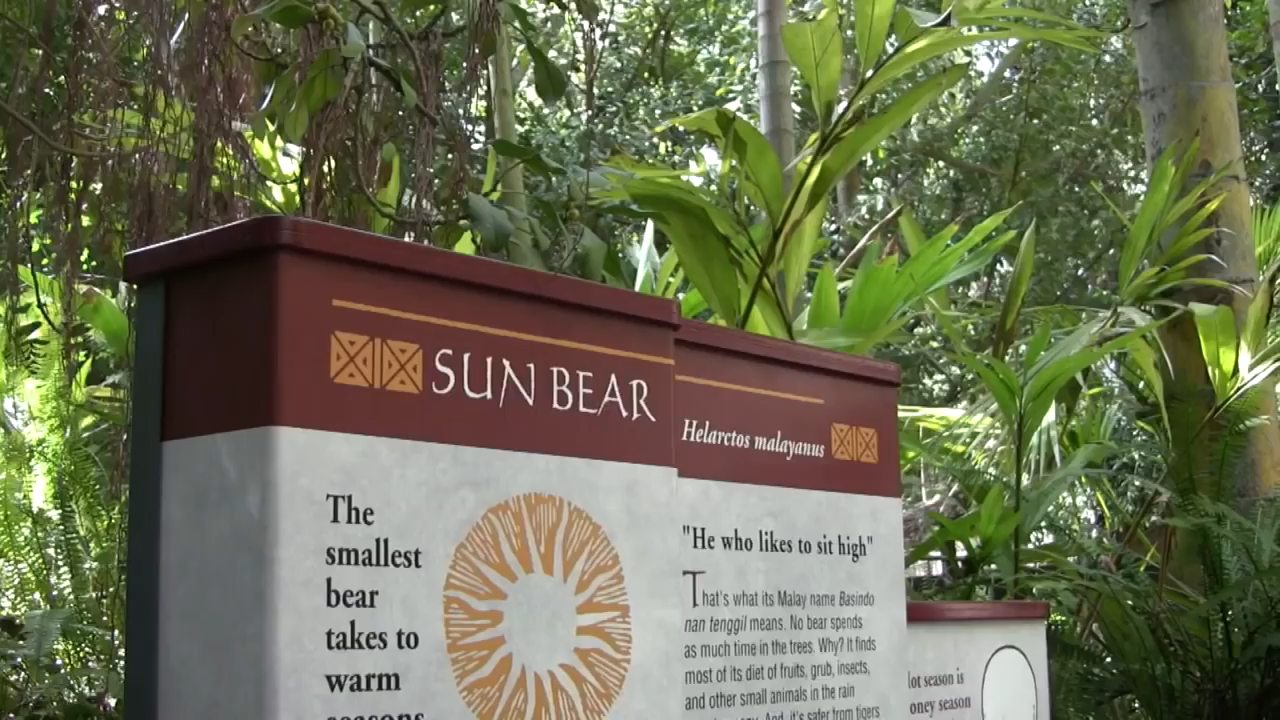 SUN BEAR
Helarctos malayanus
The
smallest
bear
takes to
warm
seasons
"He who likes to sit high"
That's what its Malay name Basindo
nan tenggil means. No bear spends
as much time in the trees. Why? It finds
most of its diet of fruits, grub, insects,
and other small animals in the rain
And, it's safer from tigers
lot season is
oney season